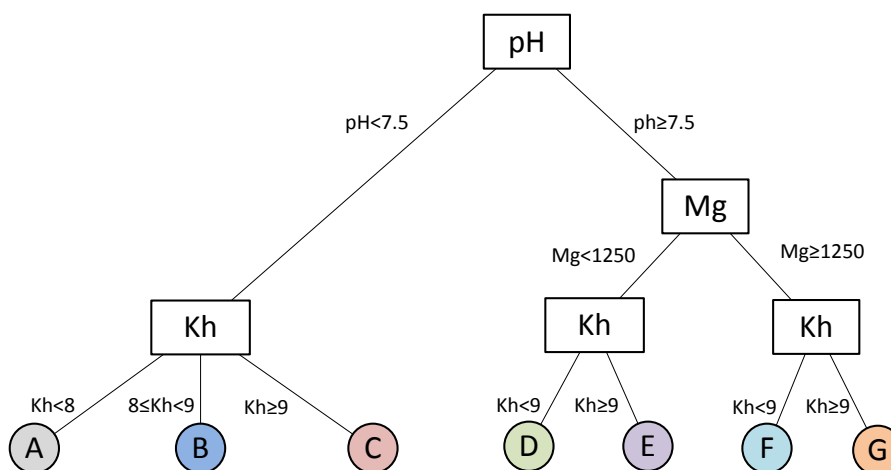 pH
pH<7.5
ph≥7.5
Mg
Mg<1250
Mg≥1250
Kh
Kh
Kh
Kh<8
8≤Kh<9
Kh≥9
Kh<9
Kh≥9
Kh<9
Kh≥9
A
B
C
D
E
F
G